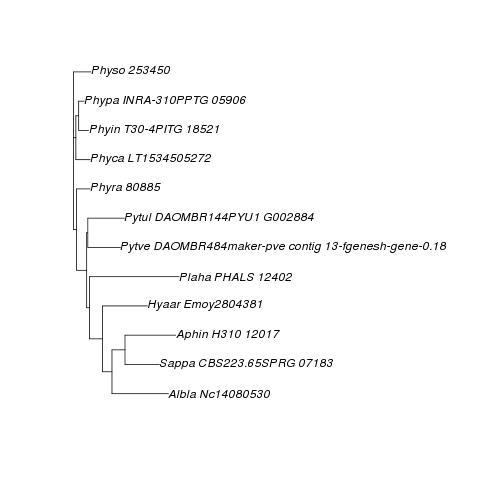 Physo 253450
Phypa INRA-310PPTG 05906
Phyin T30-4PITG 18521
Phyca LT1534505272
Phyra 80885
Pytul DAOMBR144PYU1 G002884
Pytve DAOMBR484maker-pve contig 13-fgenesh-gene-0.18
Plaha PHALS 12402
Hyaar Emoy2804381
Aphin H310 12017
Sappa CBS223.65SPRG 07183
Albla Nc14080530